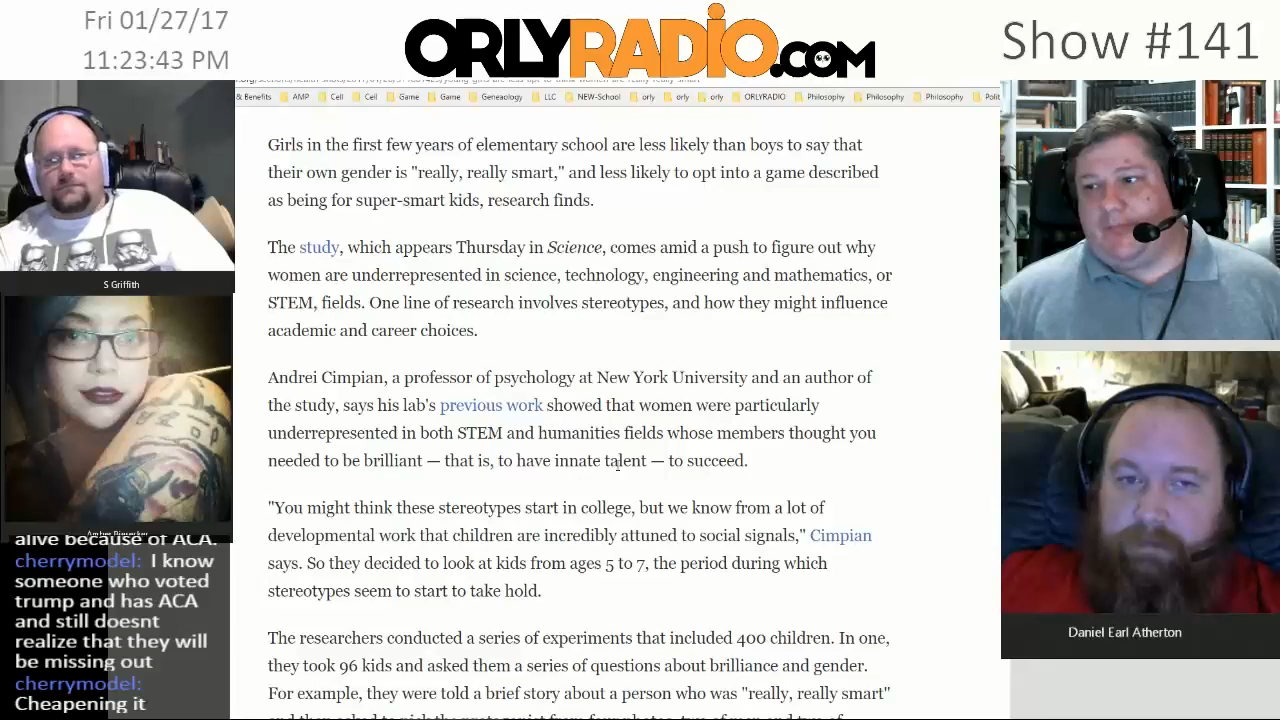 Fri 01/27/17
11:23:43 PM
ORLYRADIO.COM
Show #141
& Benefits AMP Cell Cell Game Game Geneaology LLC NEW-School orly orly orly ORLYRADIO Philosophy Philosophy Philosophy Polit
Girls in the first few years of elementary school are less likely than boys to say that
their own gender is "really, really smart," and less likely to opt into a game described
as being for super-smart kids, research finds.
The study, which appears Thursday in Science, comes amid a push to figure out why
women are underrepresented in science, technology, engineering and mathematics, or
STEM, fields. One line of research involves stereotypes, and how they might influence
academic and career choices.
Andrei Cimpian, a professor of psychology at New York University and an author of
the study, says his lab's previous work showed that women were particularly
underrepresented in both STEM and humanities fields whose members thought you
needed to be brilliant — that is, to have innate talent — to succeed.
"You might think these stereotypes start in college, but we know from a lot of
developmental work that children are incredibly attuned to social signals," Cimpian
says. So they decided to look at kids from ages 5 to 7, the period during which
stereotypes seem to start to take hold.
The researchers conducted a series of experiments that included 400 children. In one,
they took 96 kids and asked them a series of questions about brilliance and gender.
For example, they were told a brief story about a person who was "really, really smart"
S Griffith
alive because of ACA.
cherrymodel: I know
someone who voted
trump and has ACA
and still doesnt
realize that they will
be missing out
cherrymodel:
Cheapening it
Daniel Earl Atherton